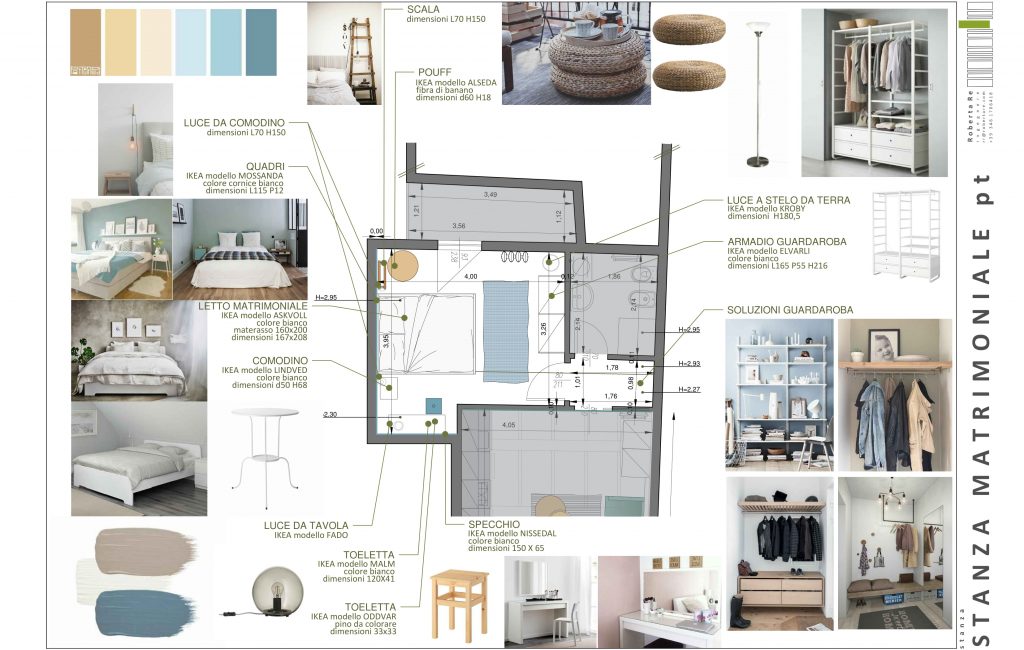 SCALA
dimensioni L70 H150
POUFF
IKEA modello ALSEDA
fibra di banano
dimensioni d60 H18
LUCE DA COMODINO
dimensioni L70 H150
QUADRI
IKEA modello MOSSANDA
colore cornice bianco
dimensioni L115 P12
LETTO MATRIMONIALE
IKEA modello ASKVOLL
colore bianco
materasso 160x200
dimensioni 167x208
COMODINO
IKEA modello LINDVED
colore bianco
dimensioni d50 H68
LUCE DA TAVOLA
IKEA modello FADO
TOELETTA
IKEA modello MALM
colore bianco
dimensioni 120X41
TOELETTA
IKEA modello ODDVAR
pino da colorare
dimensioni 33x33
SPECCHIO
IKEA modello NISSEDAL
colore bianco
dimensioni 150 X 65
LUCE A STELO DA TERRA
IKEA modello KROBY
dimensioni H180,5
ARMADIO GUARDAROBA
IKEA modello ELVARLI
colore bianco
dimensioni L165 P55 H216
SOLUZIONI GUARDAROBA
3,49
1,21
1,12
3.56
0,00
4,00
0,12
1,86
H=2,95
3,95
3,26
2,14
2,14
H=2,95
H=2,93
H=2,27
1,78
1,01
0,98
1,76
2,30
4,05
Roberta Re
ingegnere
stanza
STANZA MATRIMONIALE pt